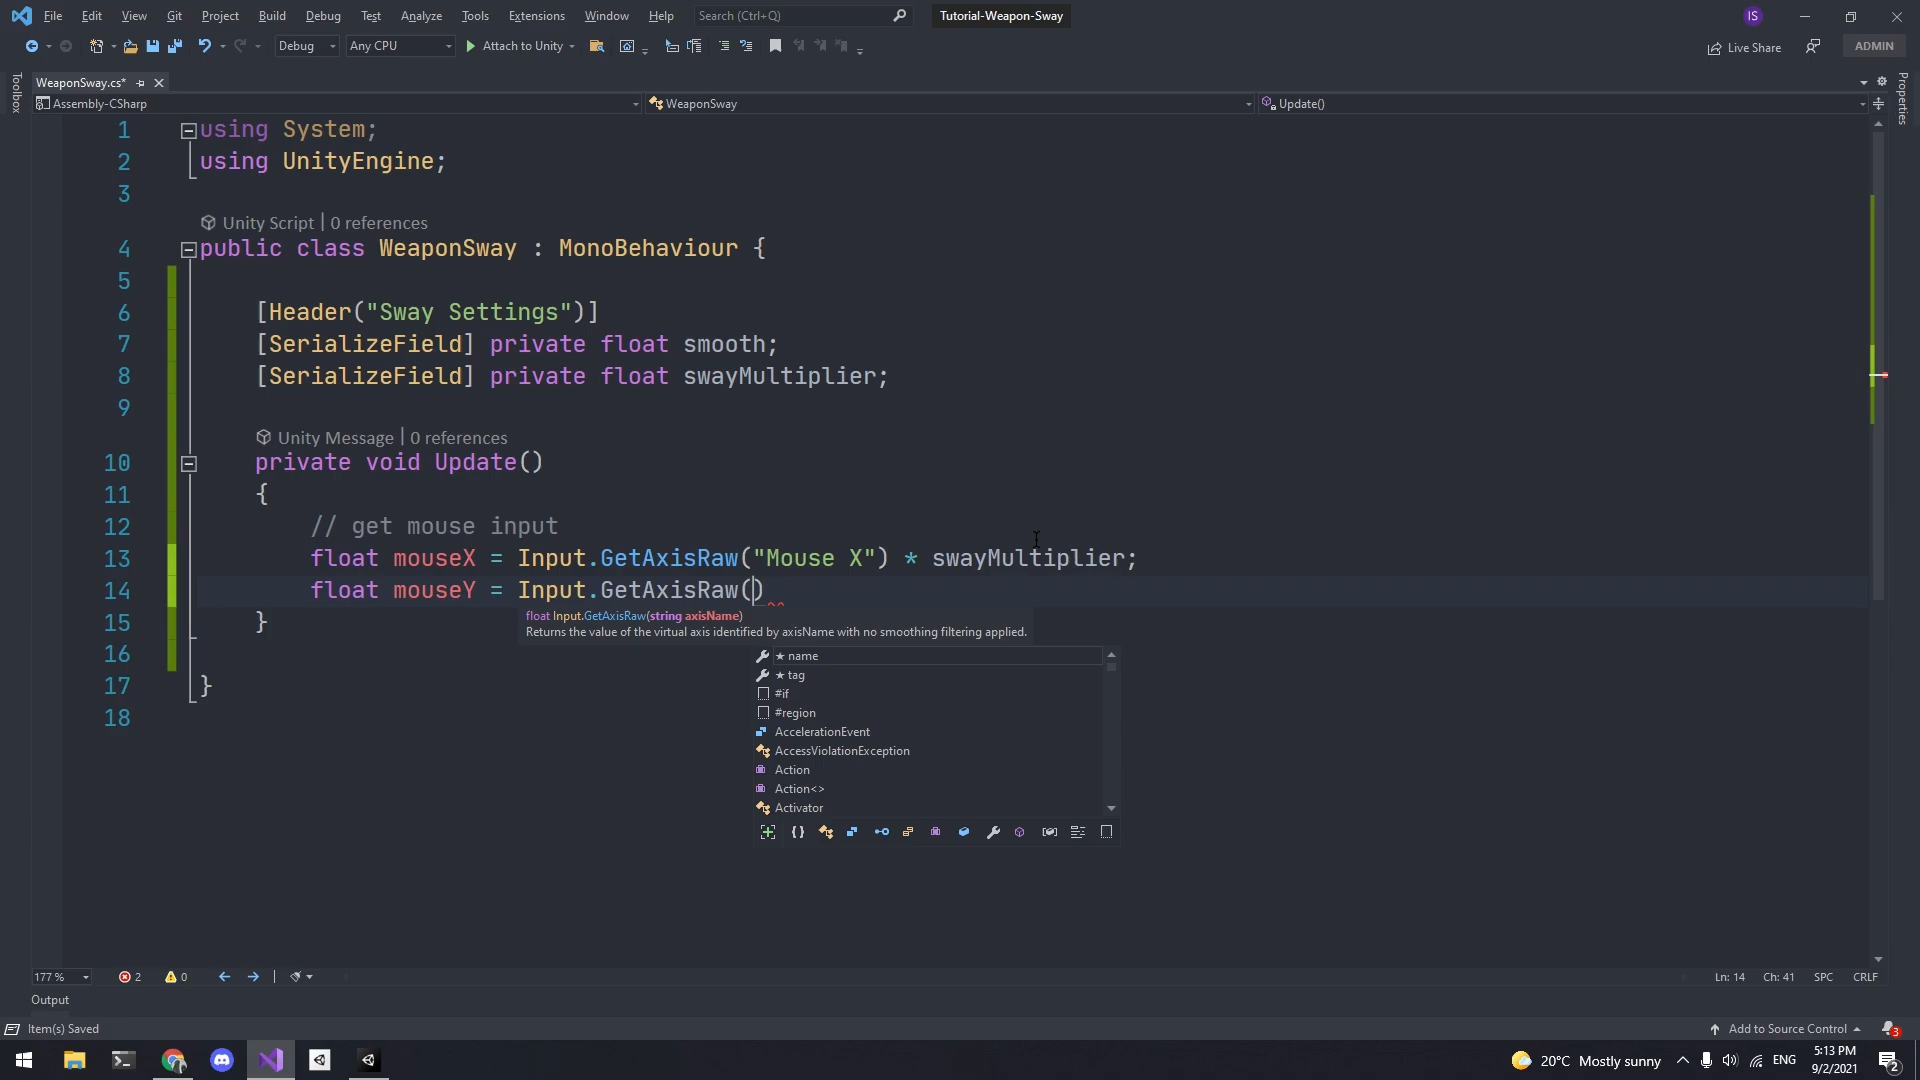 File Edit View Git Project Build Debug Test Analyze Tools Extensions Window Help Search (Ctrl+Q) Tutorial-Weapon-Sway IS
Debug Any CPU Attach to Unity Live Share ADMIN
Toolbox
WeaponSway.cs*
Properties
Assembly-CSharp WeaponSway Update()
1 using System;
2 using UnityEngine;
3
Unity Script | 0 references
4 public class WeaponSway : MonoBehaviour {
5
6 [Header("Sway Settings")]
7 [SerializeField] private float smooth;
8 [SerializeField] private float swayMultiplier;
9
Unity Message | 0 references
10 private void Update()
11 {
12 // get mouse input
13 float mouseX = Input.GetAxisRaw("Mouse X") * swayMultiplier;
14 float mouseY = Input.GetAxisRaw()
float Input.GetAxisRaw(string axisName)
15 }
Returns the value of the virtual axis identified by axisName with no smoothing filtering applied.
16
17 }
18
★ name
★ tag
#if
#region
AccelerationEvent
AccessViolationException
Action
Action<>
Activator
177 % 2 0 Ln: 14 Ch: 41 SPC CRLF
Output
Item(s) Saved Add to Source Control 3
20°C Mostly sunny ENG 5:13 PM
9/2/2021 2